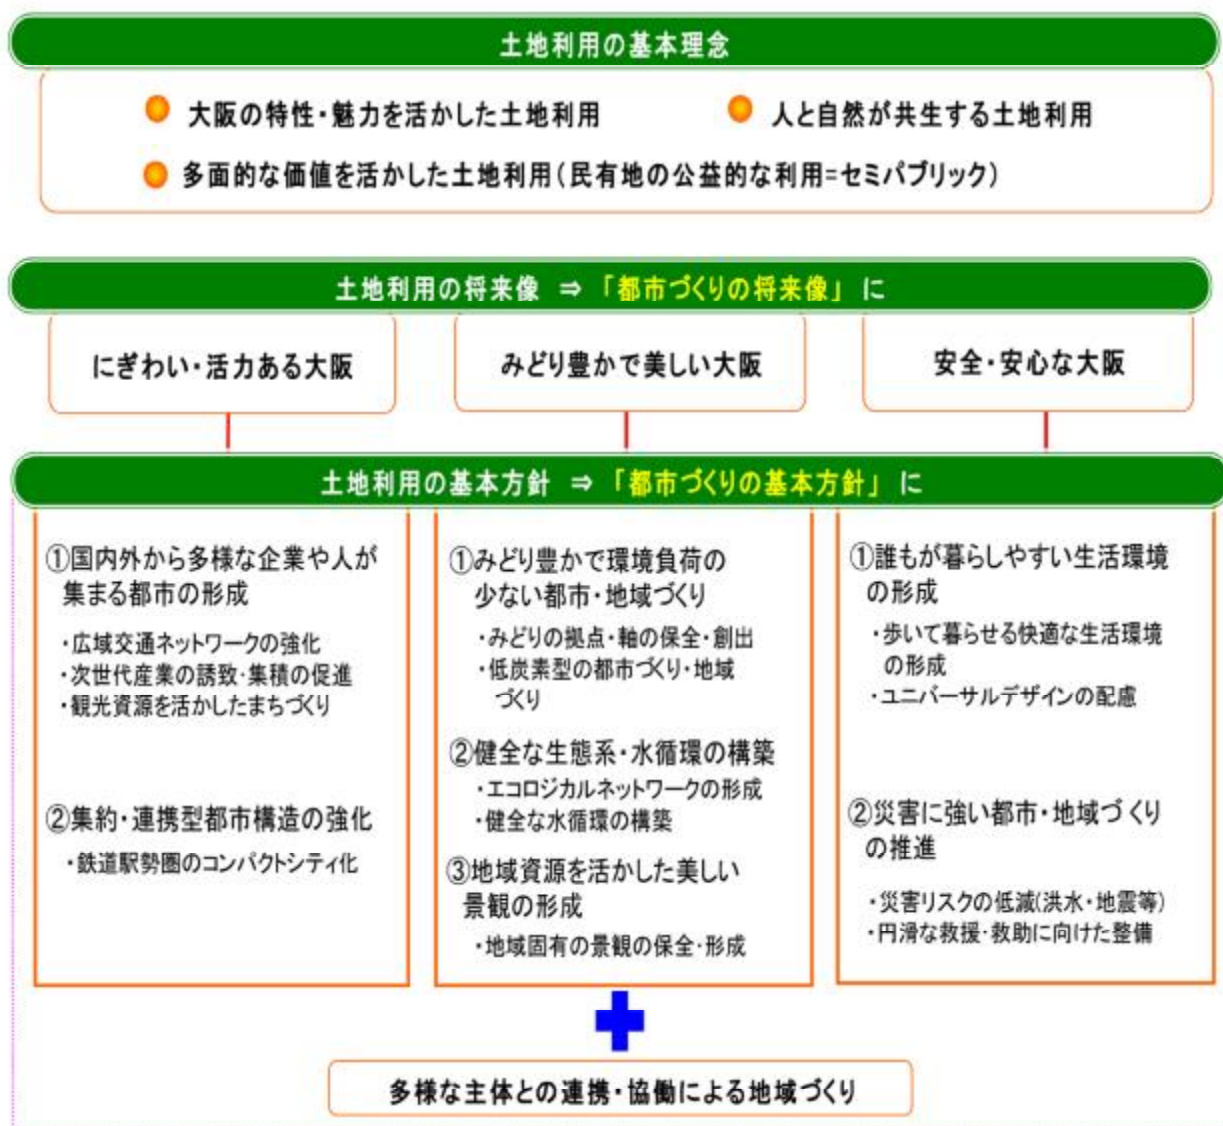 土地利用の基本理念
大阪の特性・魅力を活かした土地利用
人と自然が共生する土地利用
多面的な価値を活かした土地利用(民有地の公益的な利用=セミパブリック)
土地利用の将来像 ⇒ 「都市づくりの将来像」 に
にぎわい・活力ある大阪
みどり豊かで美しい大阪
安全・安心な大阪
土地利用の基本方針 ⇒ 「都市づくりの基本方針」 に
①国内外から多様な企業や人が
集まる都市の形成
・広域交通ネットワークの強化
・次世代産業の誘致・集積の促進
・観光資源を活かしたまちづくり
②集約・連携型都市構造の強化
・鉄道駅勢圏のコンパクトシティ化
①みどり豊かで環境負荷の
少ない都市・地域づくり
・みどりの拠点・軸の保全・創出
・低炭素型の都市づくり・地域
づくり
②健全な生態系・水循環の構築
・エコロジカルネットワークの形成
・健全な水循環の構築
③地域資源を活かした美しい
景観の形成
・地域固有の景観の保全・形成
①誰もが暮らしやすい生活環境
の形成
・歩いて暮らせる快適な生活環境
の形成
・ユニバーサルデザインの配慮
②災害に強い都市・地域づくり
の推進
・災害リスクの低減(洪水・地震等)
・円滑な救援・救助に向けた整備
多様な主体との連携・協働による地域づくり